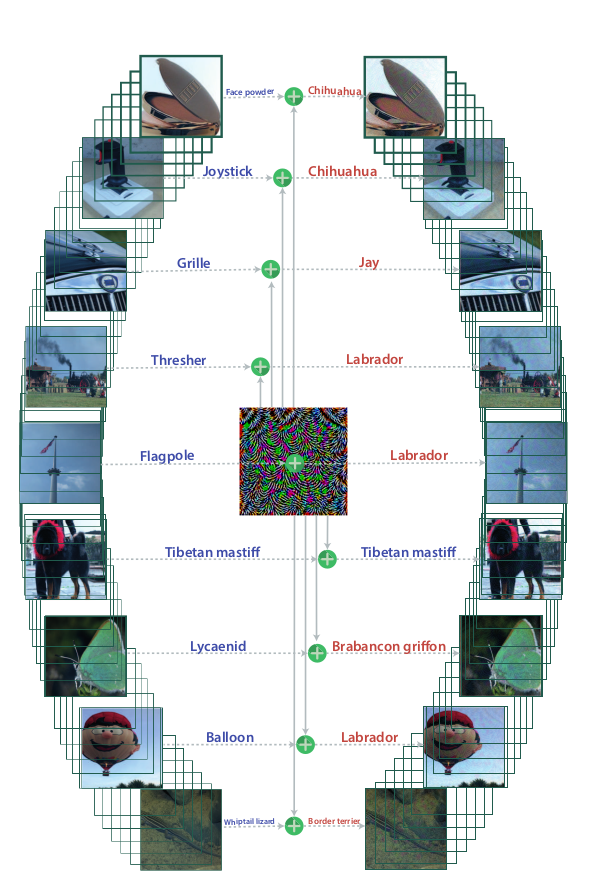 Face powder Chihuahua
Joystick Chihuahua
Grille Jay
Thresher Labrador
Flagpole Labrador
Tibetan mastiff Tibetan mastiff
Lycaenid Brabancon griffon
Balloon Labrador
Whiptail lizard Border terrier